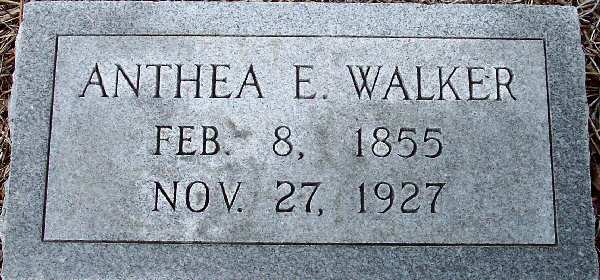 ANTHEA E. WALKER
FEB. 8, 1855
NOV. 27, 1927